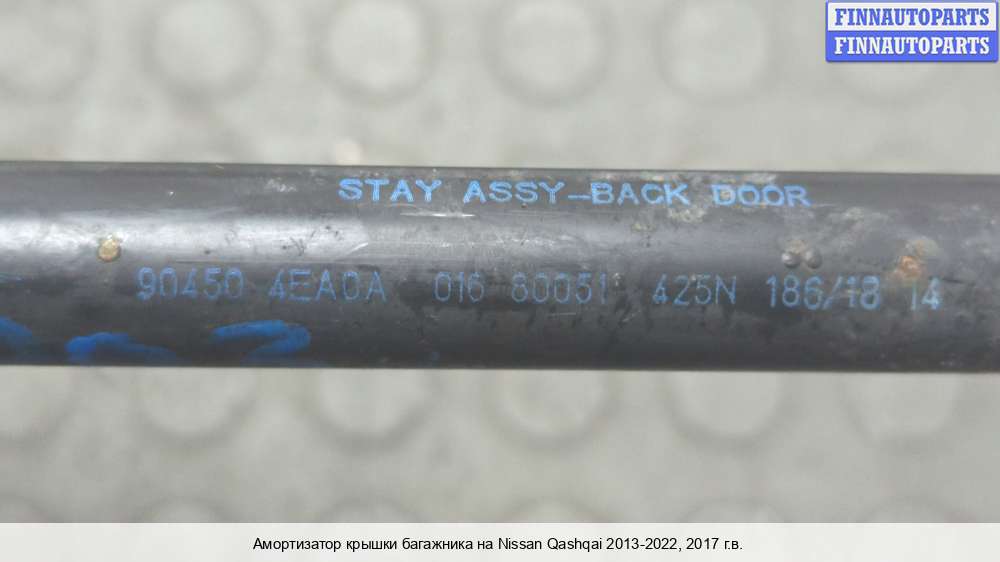 FINNAUTOPARTS
FINNAUTOPARTS
STAY ASSY-BACK DOOR
90450 4EA0A 016 80051 425N 186/18 14
Амортизатор крышки багажника на Nissan Qashqai 2013-2022, 2017 г.в.